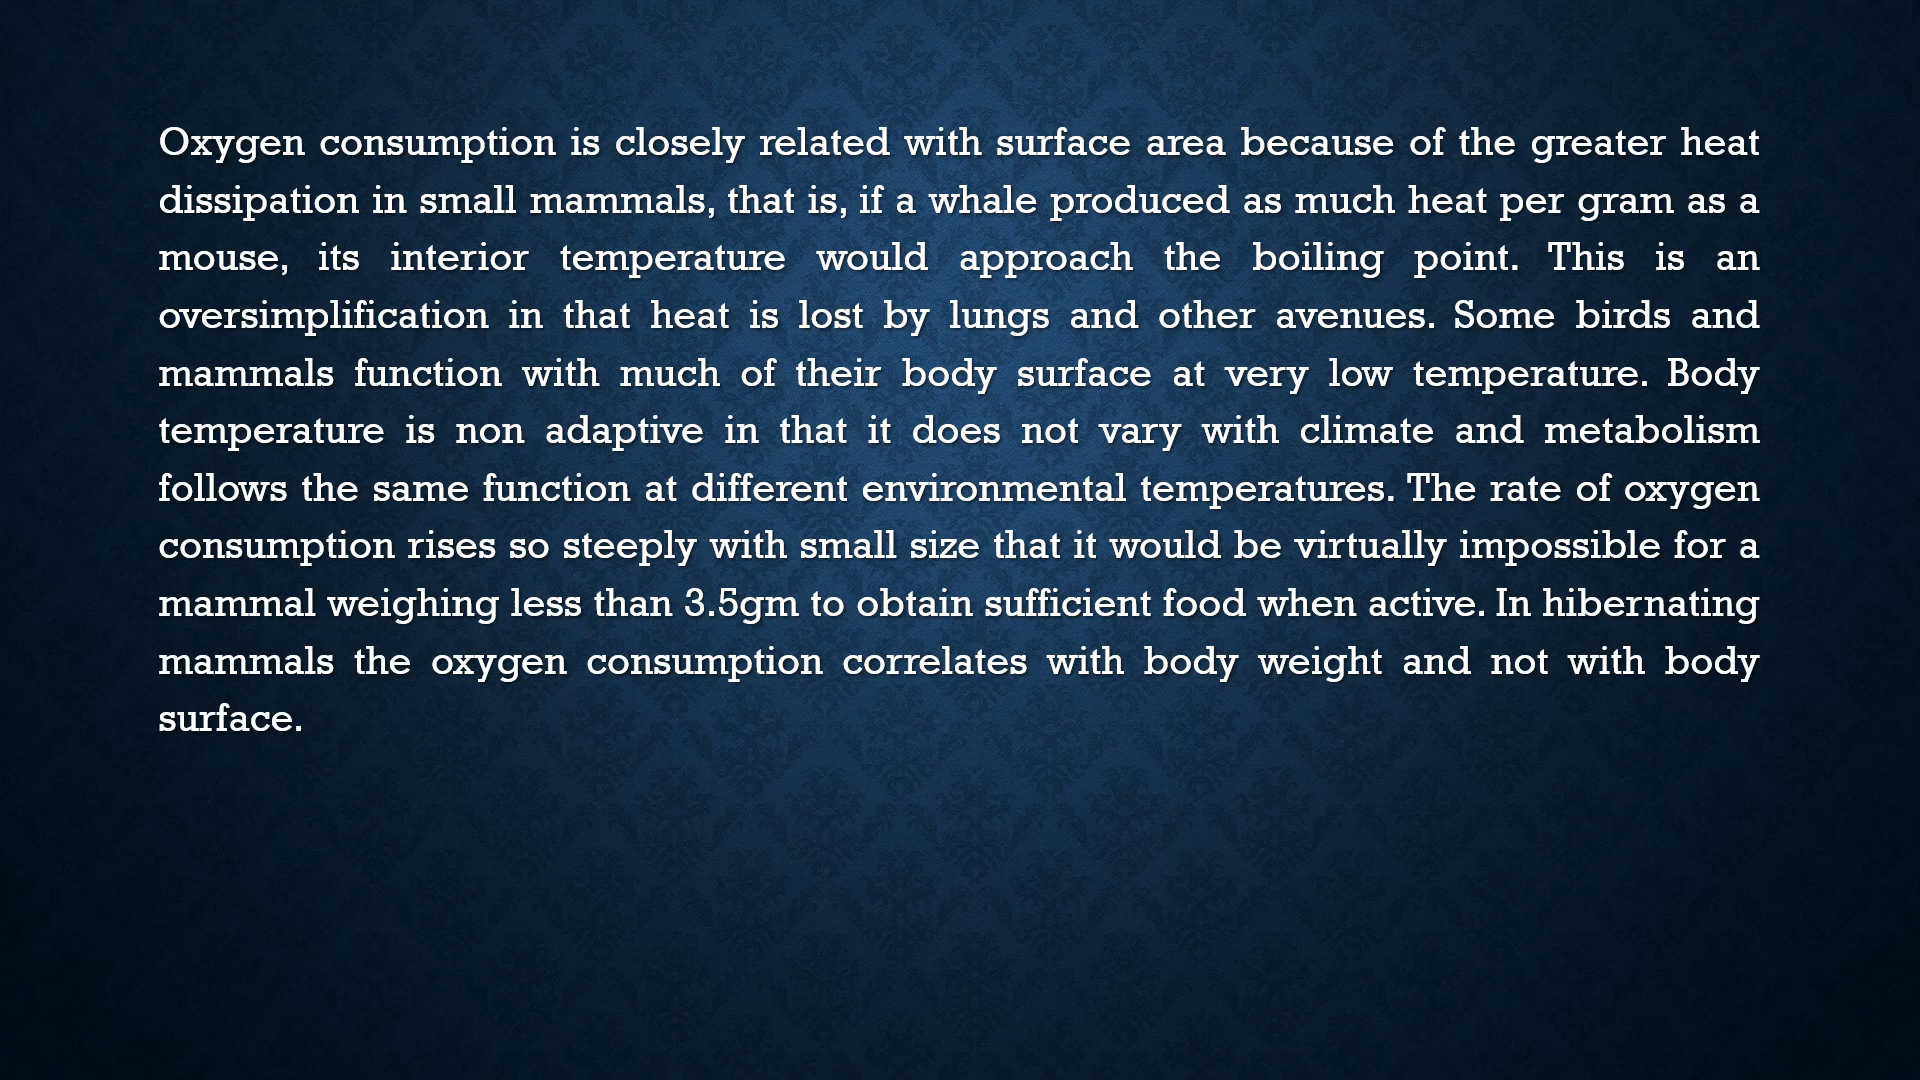 Oxygen consumption is closely related with surface area because of the greater heat
dissipation in small mammals, that is, if a whale produced as much heat per gram as a
mouse, its interior temperature would approach the boiling point. This is an
oversimplification in that heat is lost by lungs and other avenues. Some birds and
mammals function with much of their body surface at very low temperature. Body
temperature is non adaptive in that it does not vary with climate and metabolism
follows the same function at different environmental temperatures. The rate of oxygen
consumption rises so steeply with small size that it would be virtually impossible for a
mammal weighing less than 3.5gm to obtain sufficient food when active. In hibernating
mammals the oxygen consumption correlates with body weight and not with body
surface.